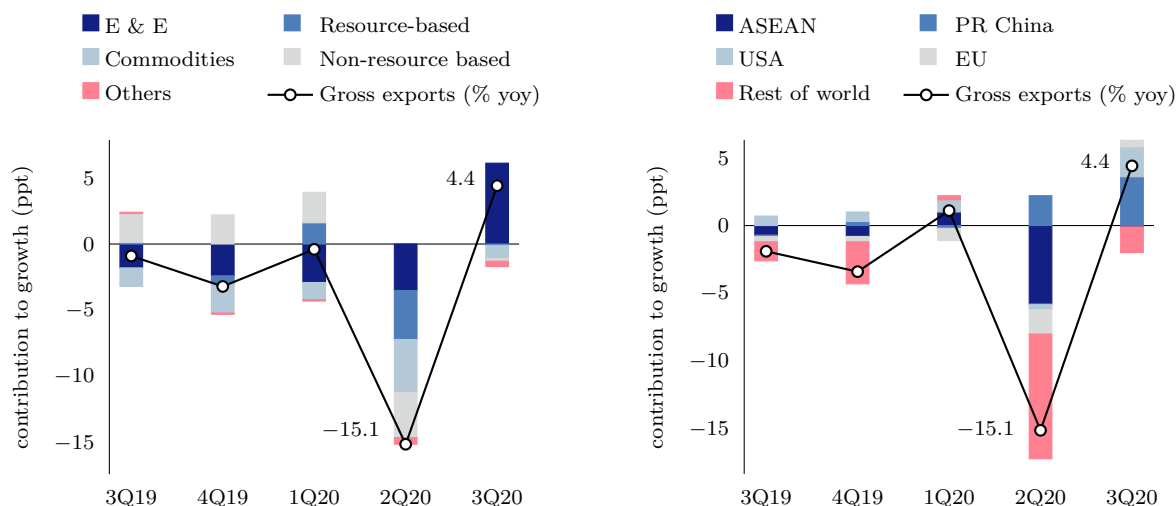 E & E
Resource-based
Commodities
Non-resource based
Others
Gross exports (% yoy)
contribution to growth (ppt)
5
0
−5
−10
−15
4.4
−15.1
3Q19 4Q19 1Q20 2Q20 3Q20
ASEAN
PR China
USA
EU
Rest of world
Gross exports (% yoy)
contribution to growth (ppt)
5
0
−5
−10
−15
4.4
−15.1
3Q19 4Q19 1Q20 2Q20 3Q20